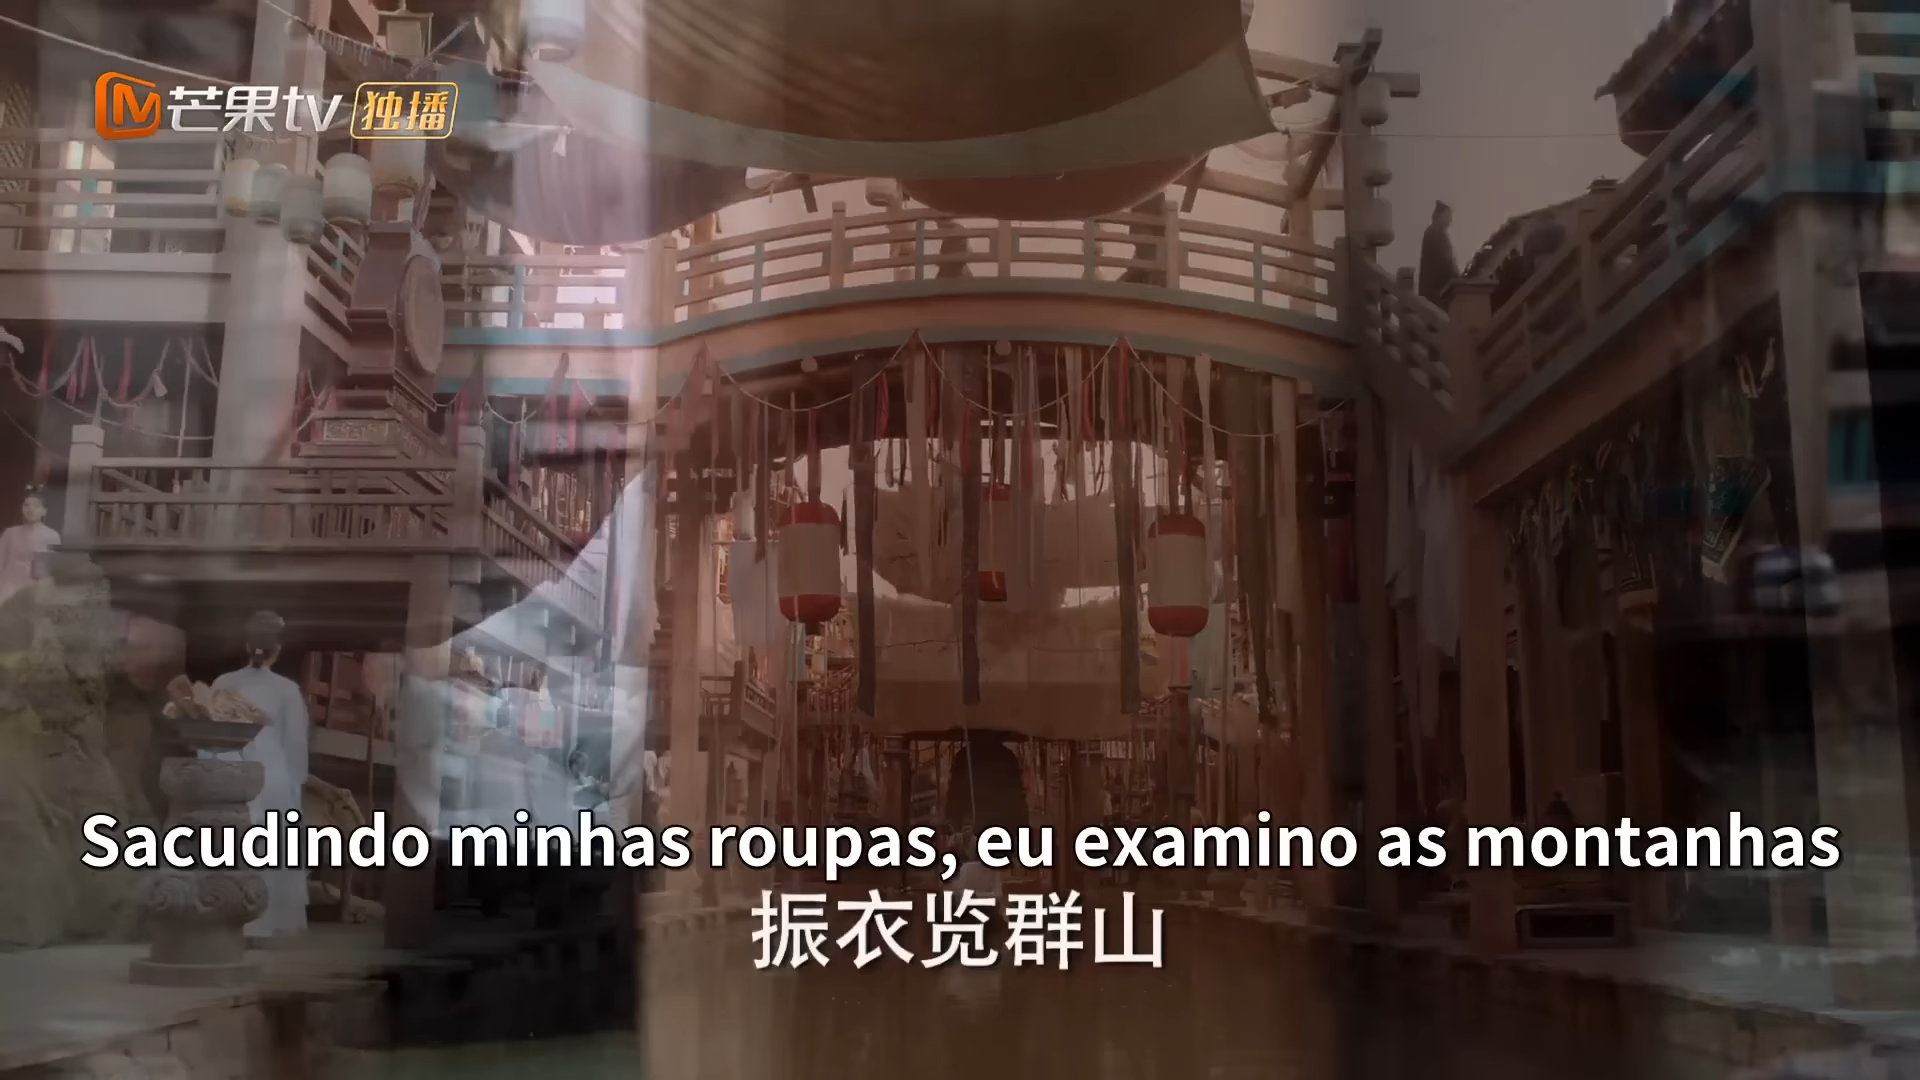 芒果tv 独播
Sacudindo minhas roupas, eu examino as montanhas
振衣览群山